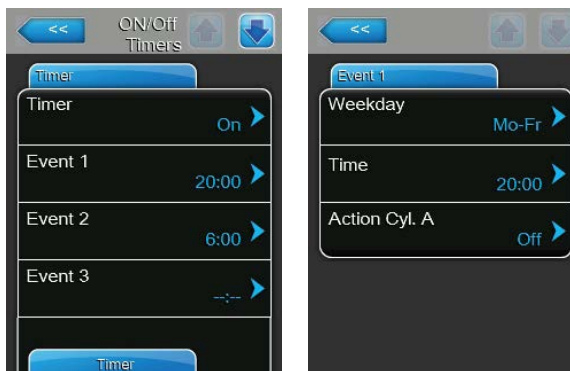 <<
ON/Off
Timers
Timer
Timer
On
Event 1
20:00
Event 2
6:00
Event 3
--:--
Timer
<<
Event 1
Weekday
Mo-Fr
Time
20:00
Action Cyl. A
Off